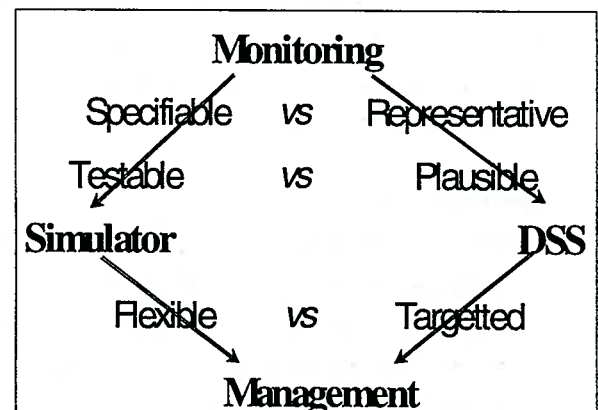 Monitoring
Specifiable vs Representative
Testable vs Plausible
Simulator DSS
Flexible vs Targetted
Management